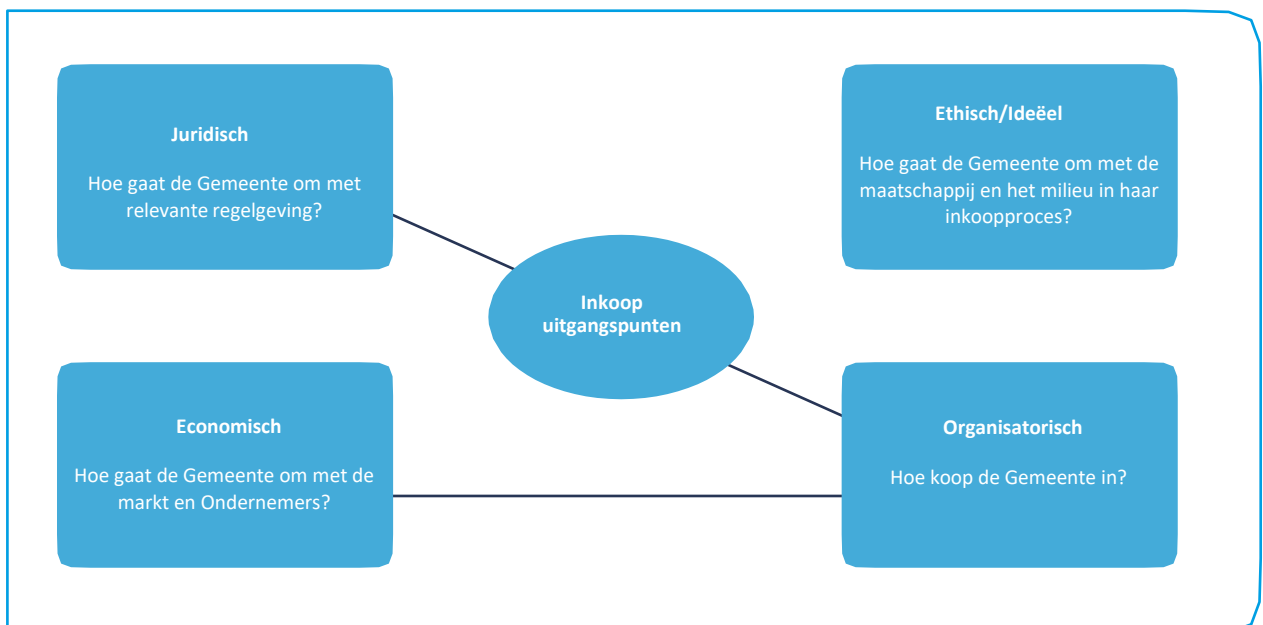 Juridisch
Hoe gaat de Gemeente om met
relevante regelgeving?
Ethisch/Ideëel
Hoe gaat de Gemeente om met de
maatschappij en het milieu in haar
inkoopproces?
Inkoop
uitgangspunten
Economisch
Hoe gaat de Gemeente om met de
markt en Ondernemers?
Organisatorisch
Hoe koop de Gemeente in?